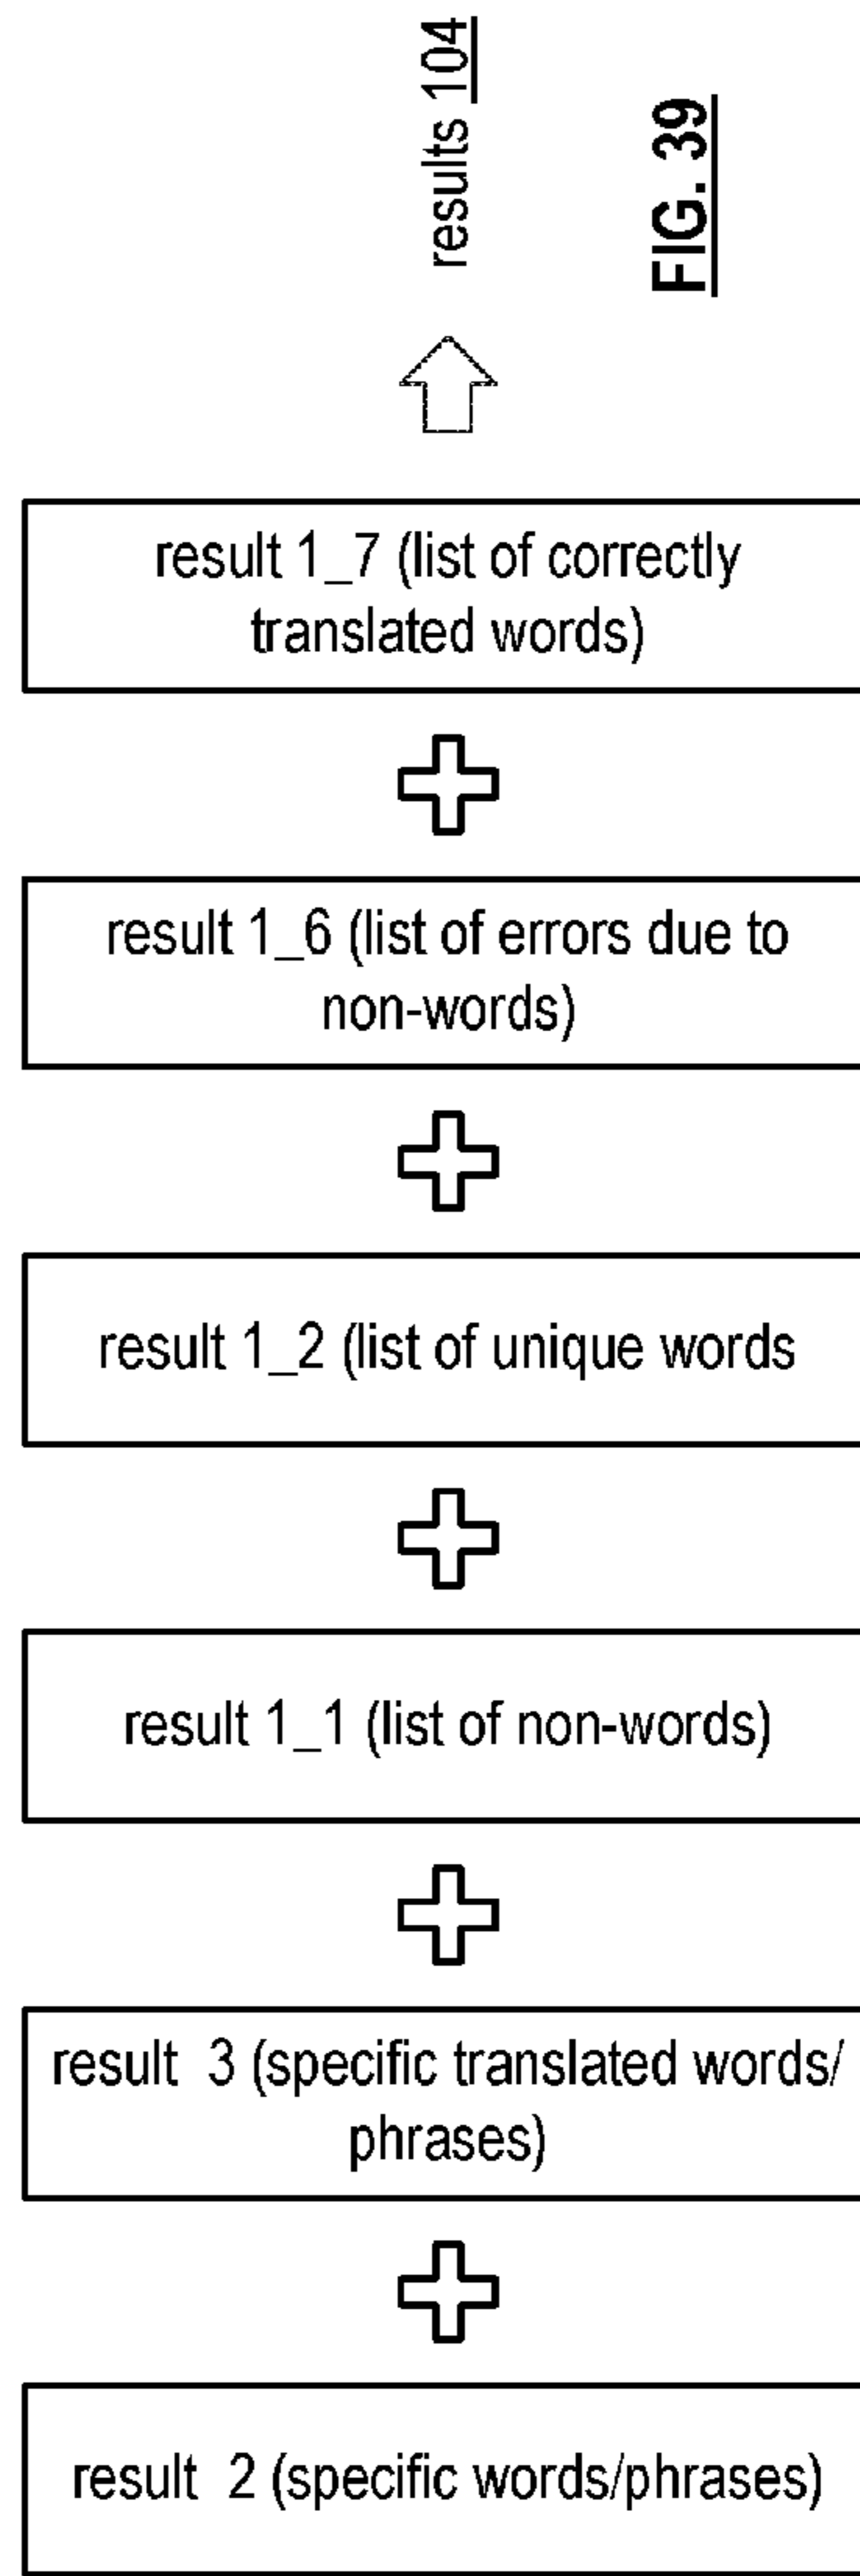 results 104
FIG. 39
result 1_7 (list of correctly
translated words)
result 1_6 (list of errors due to
non-words)
result 1_2 (list of unique words
result 1_1 (list of non-words)
result 3 (specific translated words/
phrases)
result 2 (specific words/phrases)